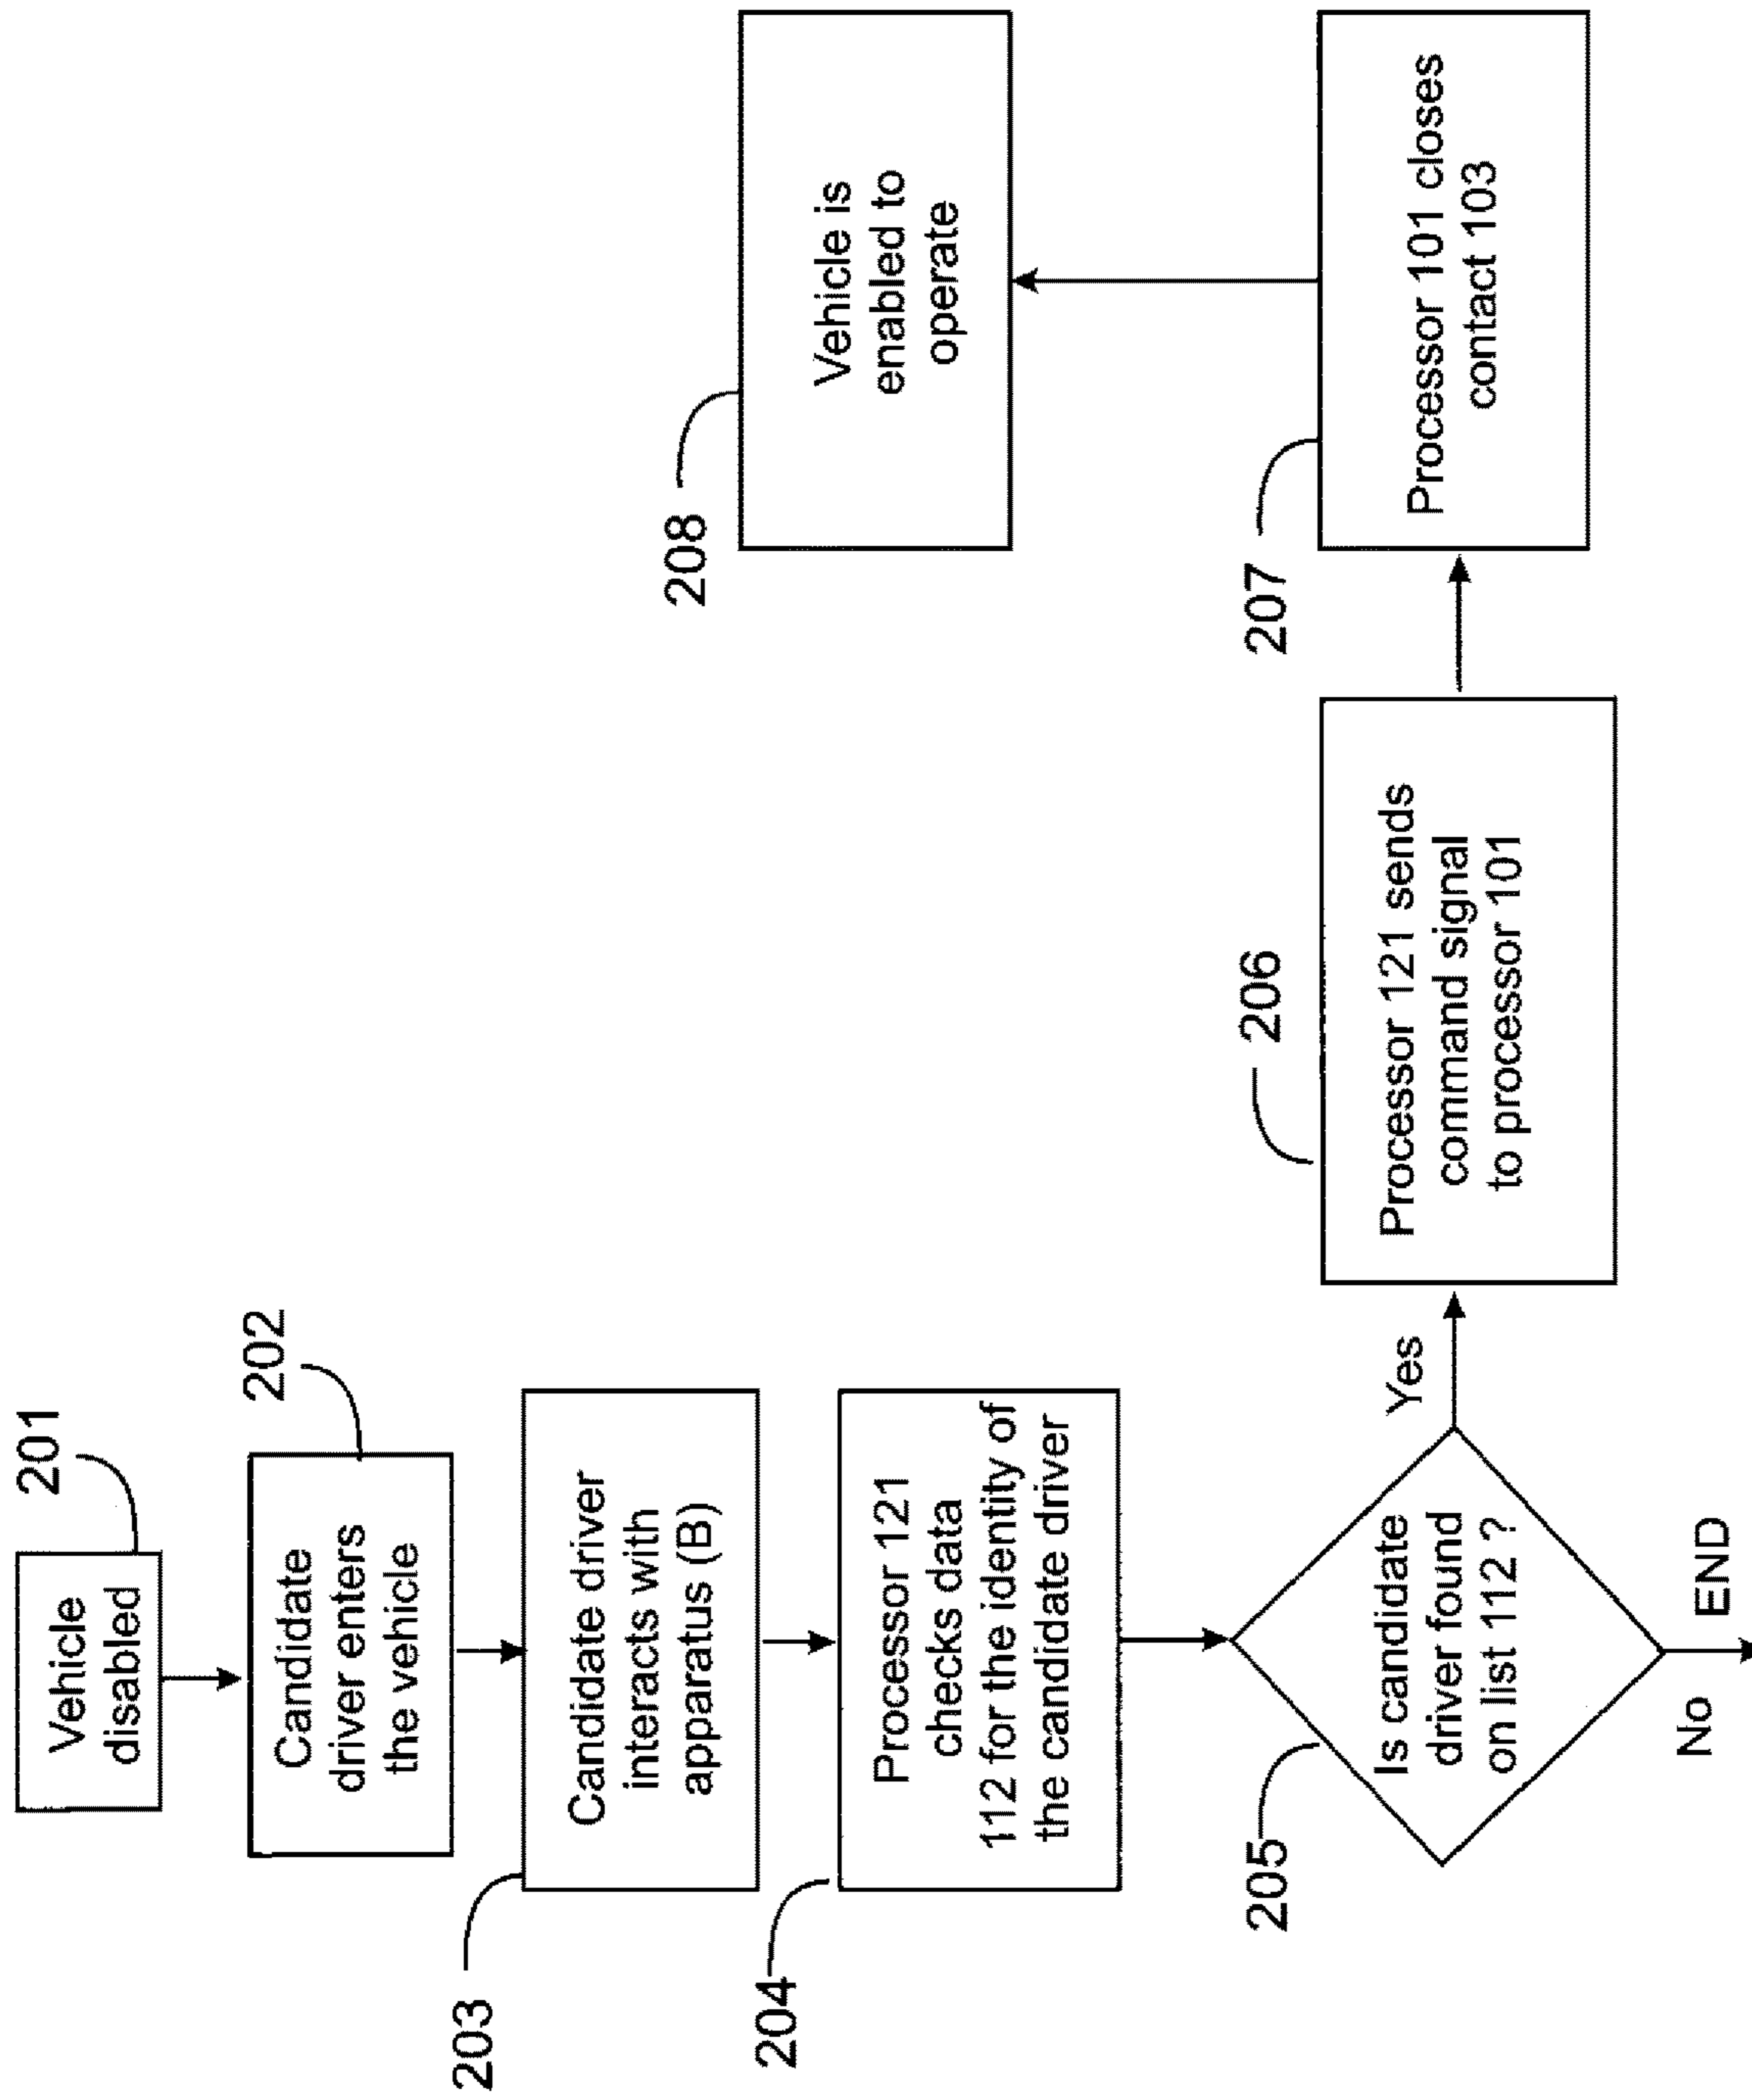 201
Vehicle
disabled
202
Candidate
driver enters
the vehicle
203
Candidate driver
interacts with
apparatus (B)
204
Processor 121
checks data
112 for the identity of
the candidate driver
205
Is candidate
driver found
on list 112 ?
No
END
Yes
206
Processor 121 sends
command signal
to processor 101
207
Processor 101 closes
contact 103
208
Vehicle is
enabled to
operate